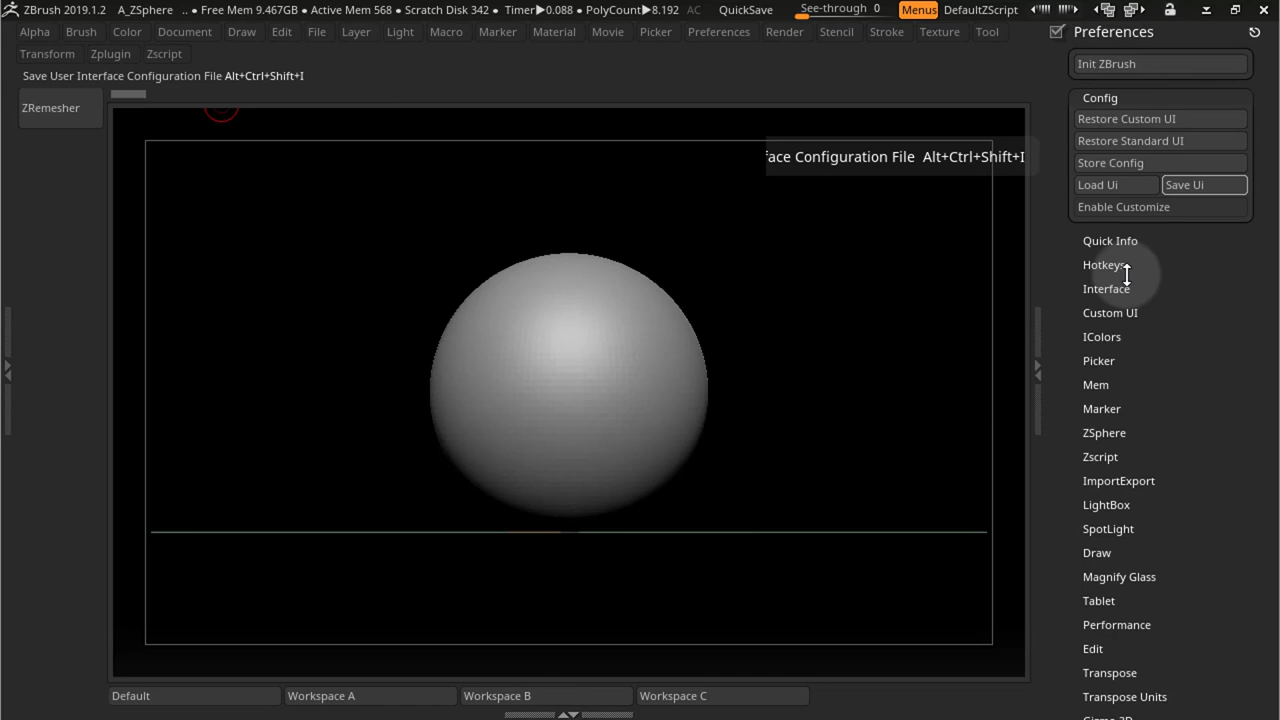 ZBrush 2019.1.2 A_ZSphere .. ● Free Mem 9.467GB ● Active Mem 568 ● Scratch Disk 342 ● Timer▶0.088 ● PolyCount▶8.192 AC QuickSave See-through 0 Menus DefaultZScript
Alpha Brush Color Document Draw Edit File Layer Light Macro Marker Material Movie Picker Preferences Render Stencil Stroke Texture Tool
Transform Zplugin Zscript
Save User Interface Configuration File Alt+Ctrl+Shift+I
ZRemesher
face Configuration File Alt+Ctrl+Shift+I
Default Workspace A Workspace B Workspace C
Preferences
Init ZBrush
Config
Restore Custom UI
Restore Standard UI
Store Config
Load Ui Save Ui
Enable Customize
Quick Info
Hotkeys
Interface
Custom UI
IColors
Picker
Mem
Marker
ZSphere
Zscript
ImportExport
LightBox
SpotLight
Draw
Magnify Glass
Tablet
Performance
Edit
Transpose
Transpose Units
Gizmo 3D